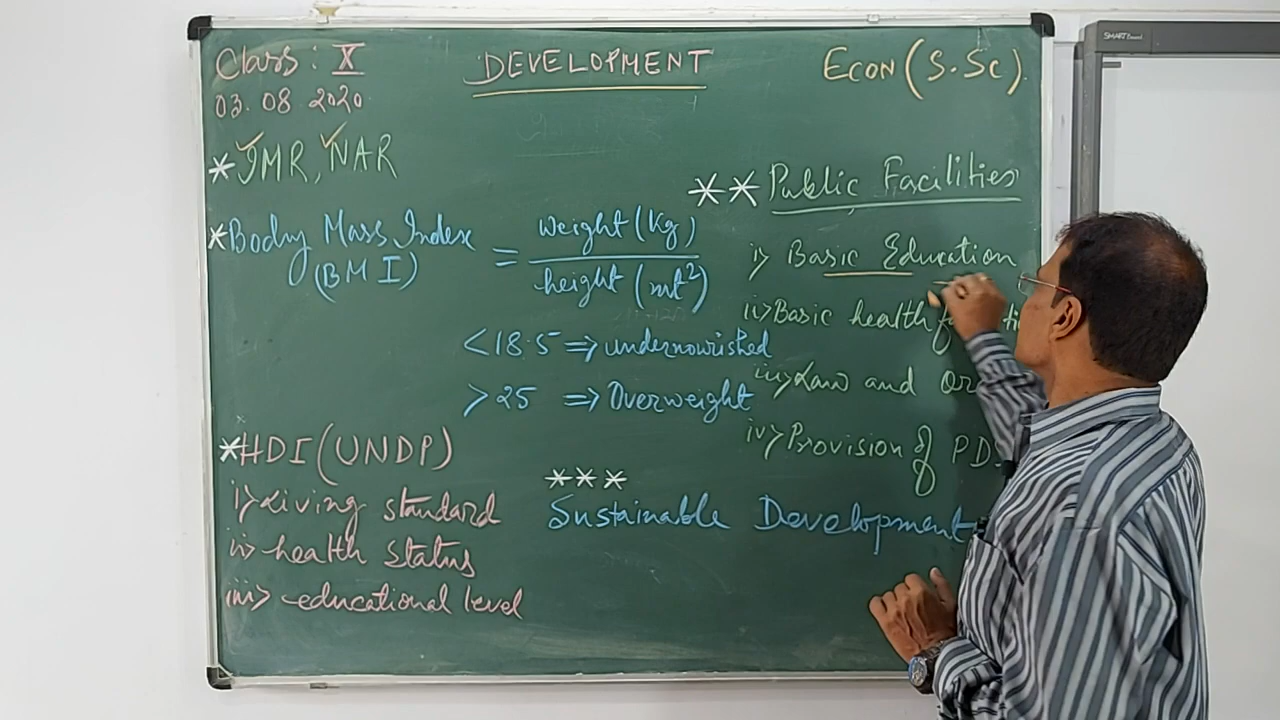 Class : X
DEVELOPMENT
ECON (S.Sc)
03.08 2020
* IMR, NAR
* Body Mass Index = weight (Kg)
(BMI)
height (mt²)
< 18.5 => undernourished
> 25 => Overweight
* HDI (UNDP)
i> Living standard
ii> health status
iii> educational level
** Public Facilities
i> Basic Education
ii> Basic health
iii> Law and
iv> Provision of PD
***
Sustainable Development
SMART Board